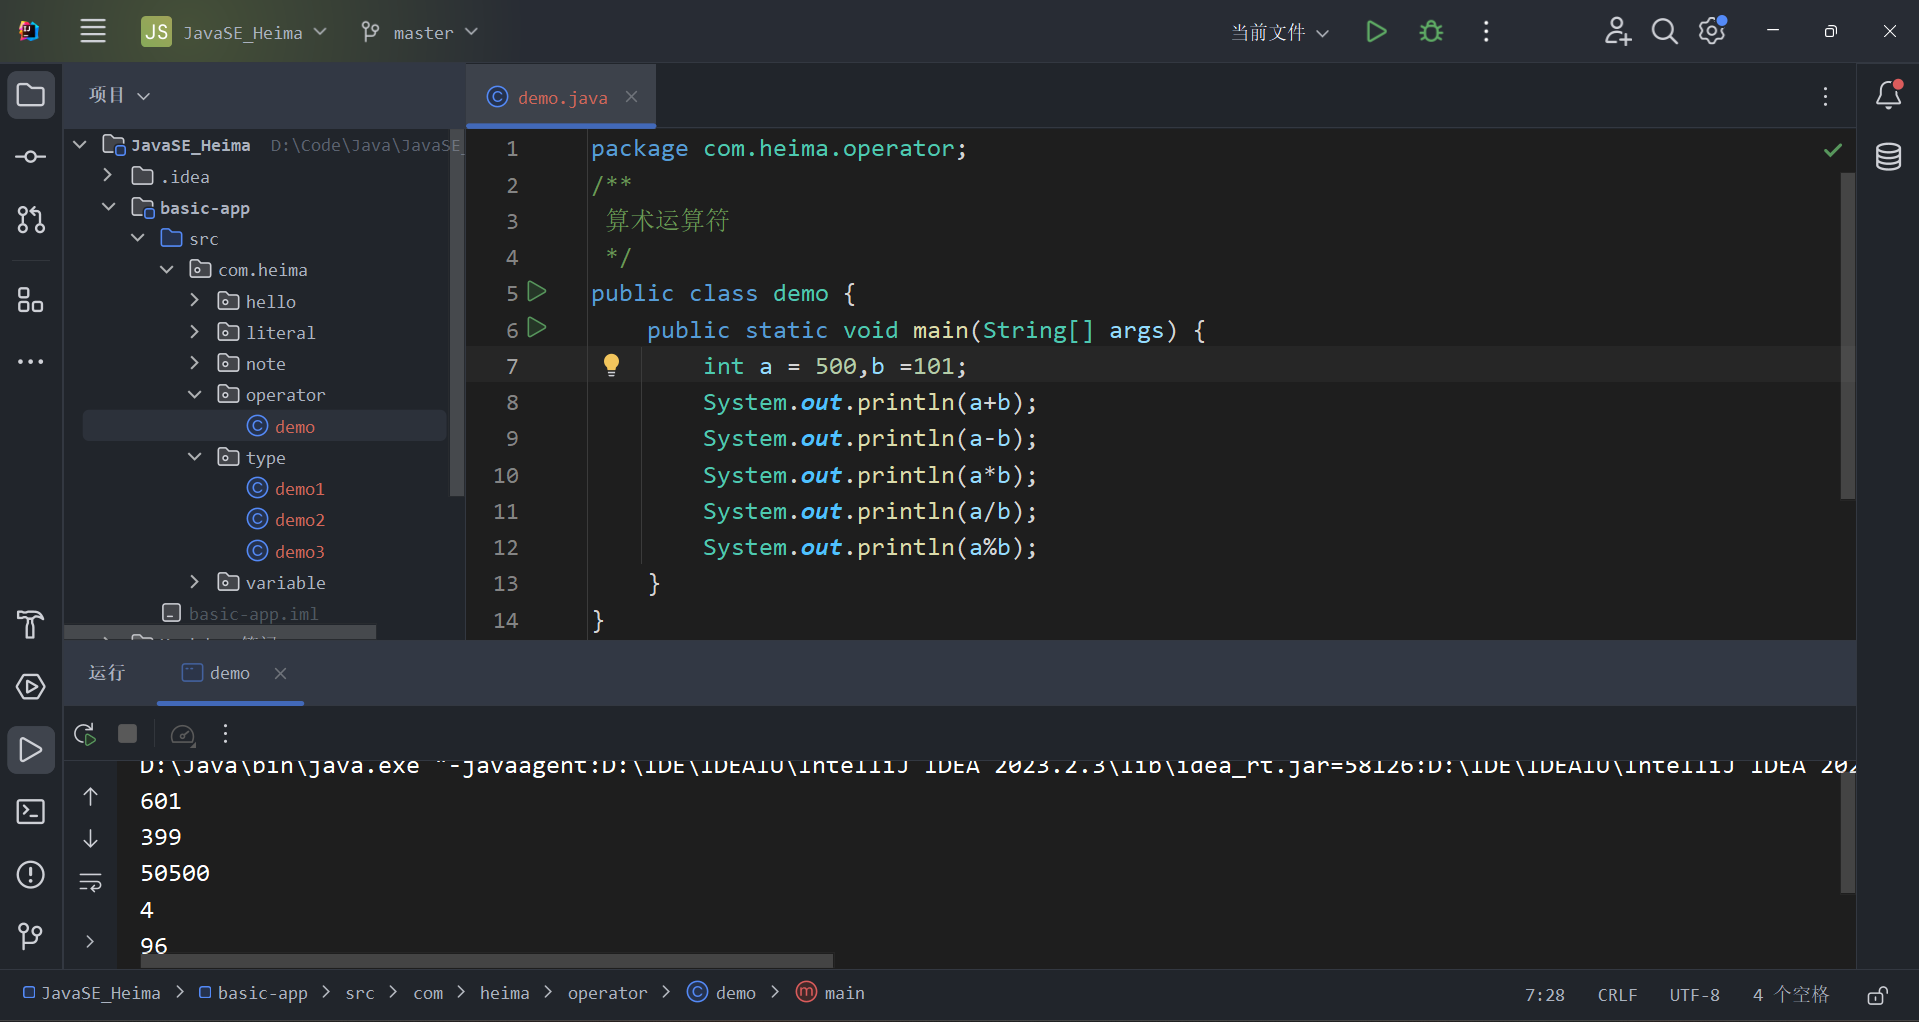 JS JavaSE_Heima master 当前文件
项目
JavaSE_Heima D:\Code\Java\JavaSE_
.idea
basic-app
src
com.heima
hello
literal
note
operator
demo
type
demo1
demo2
demo3
variable
basic-app.iml
demo.java
1 package com.heima.operator;
2 /**
3 算术运算符
4 */
5 public class demo {
6 public static void main(String[] args) {
7 int a = 500,b =101;
8 System.out.println(a+b);
9 System.out.println(a-b);
10 System.out.println(a*b);
11 System.out.println(a/b);
12 System.out.println(a%b);
13 }
14 }
运行 demo
D:\Java\bin\java.exe "-javaagent:D:\IDE\IDEAIU\IntelliJ IDEA 2023.2.3\lib\idea_rt.jar=58126:D:\IDE\IDEAIU\IntelliJ IDEA 202
601
399
50500
4
96
JavaSE_Heima > basic-app > src > com > heima > operator > demo > main
7:28 CRLF UTF-8 4 个空格